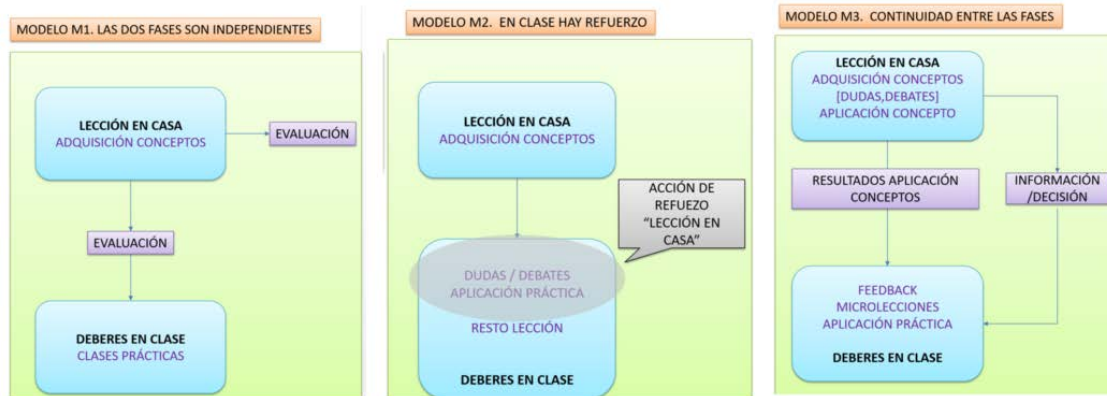 MODELO M1. LAS DOS FASES SON INDEPENDIENTES
LECCIÓN EN CASA
ADQUISICIÓN CONCEPTOS
EVALUACIÓN
EVALUACIÓN
DEBERES EN CLASE
CLASES PRÁCTICAS
MODELO M2. EN CLASE HAY REFUERZO
LECCIÓN EN CASA
ADQUISICIÓN CONCEPTOS
ACCIÓN DE
REFUEZO
"LECCIÓN EN
CASA"
DUDAS / DEBATES
APLICACIÓN PRÁCTICA
RESTO LECCIÓN
DEBERES EN CLASE
MODELO M3. CONTINUIDAD ENTRE LAS FASES
LECCIÓN EN CASA
ADQUISICIÓN CONCEPTOS
[DUDAS,DEBATES]
APLICACIÓN CONCEPTO
RESULTADOS APLICACIÓN
CONCEPTOS
INFORMACIÓN
/DECISIÓN
FEEDBACK
MICROLECCIONES
APLICACIÓN PRÁCTICA
DEBERES EN CLASE